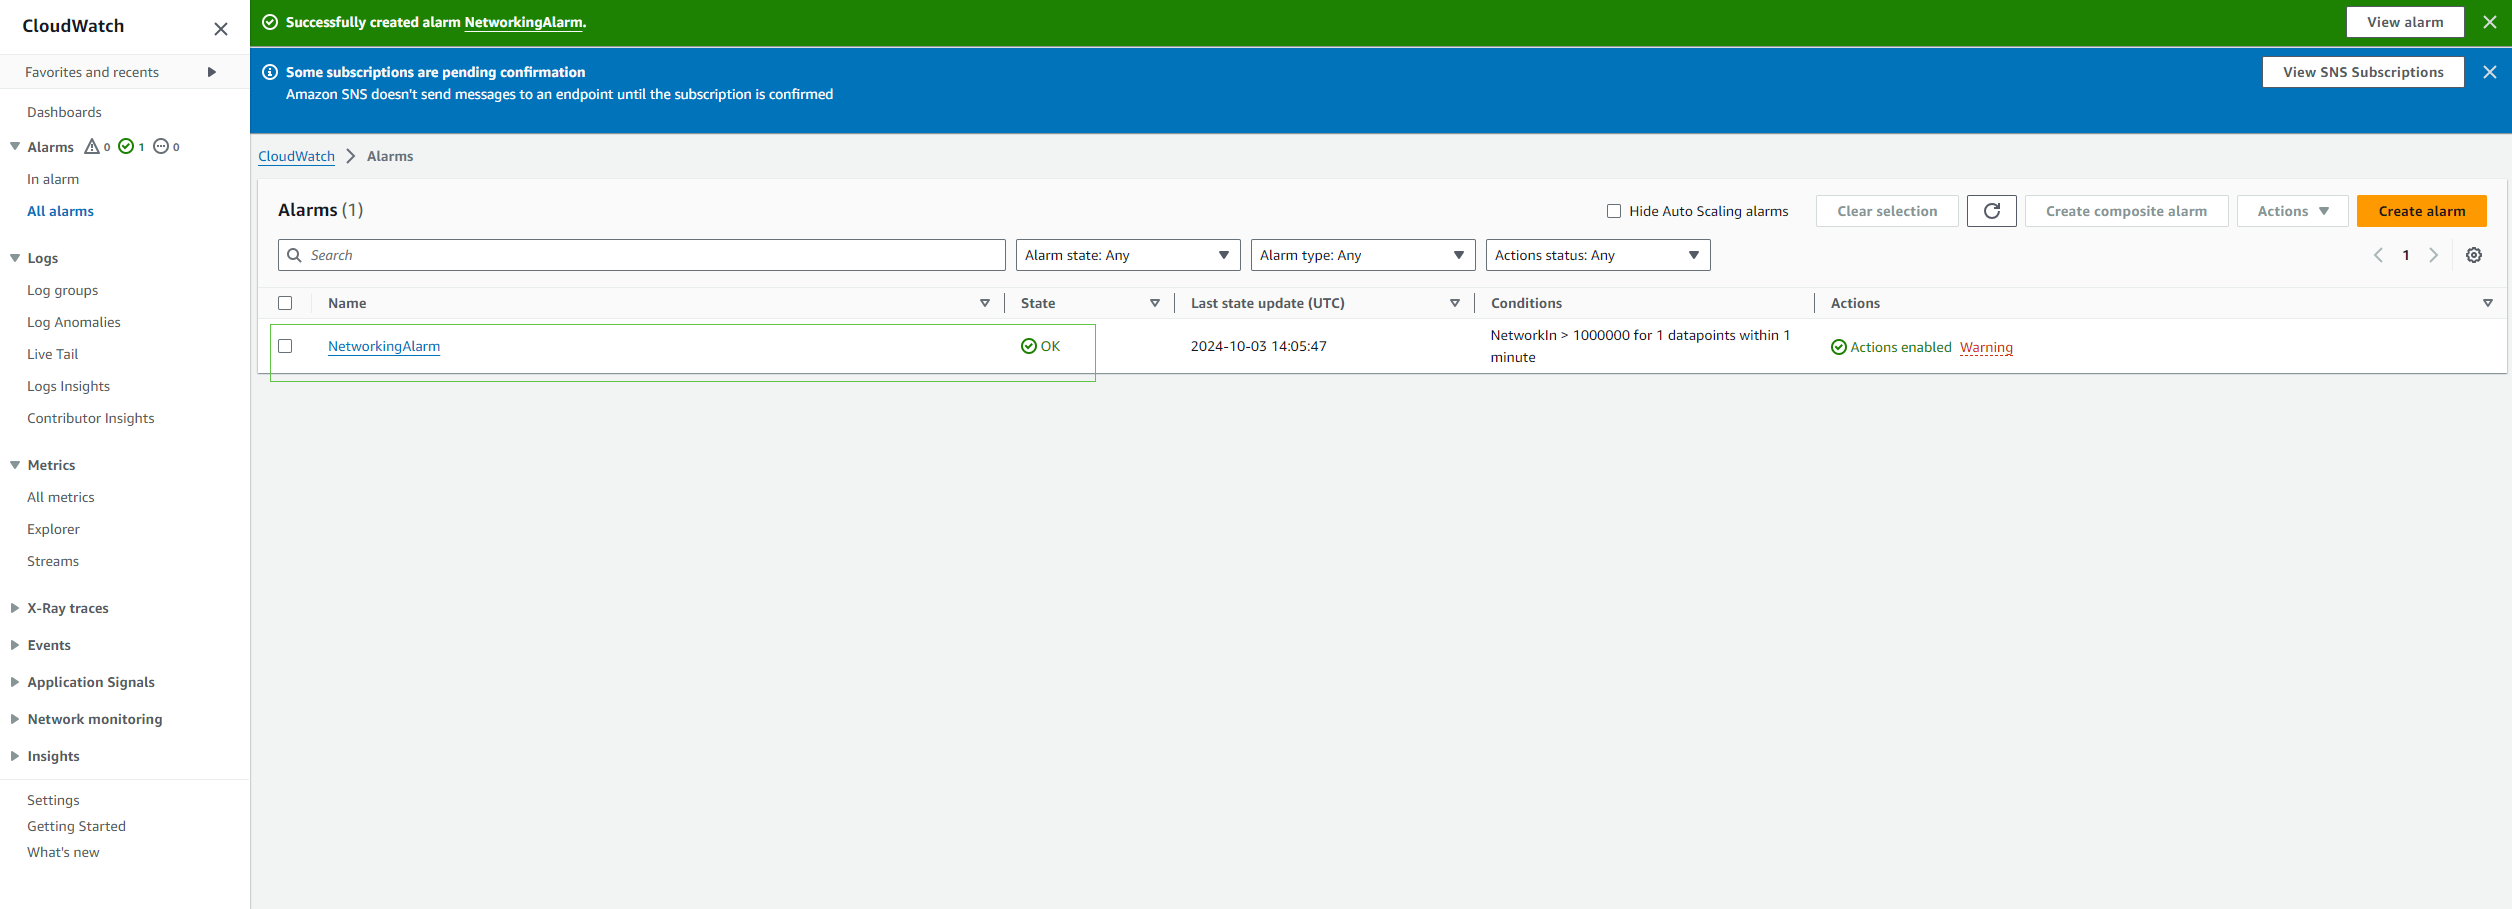 CloudWatch
Favorites and recents
Dashboards
Alarms 0 1 0
In alarm
All alarms
Logs
Log groups
Log Anomalies
Live Tail
Logs Insights
Contributor Insights
Metrics
All metrics
Explorer
Streams
X-Ray traces
Events
Application Signals
Network monitoring
Insights
Settings
Getting Started
What's new
Successfully created alarm NetworkingAlarm.
View alarm
Some subscriptions are pending confirmation
Amazon SNS doesn't send messages to an endpoint until the subscription is confirmed
View SNS Subscriptions
CloudWatch Alarms
Alarms (1)
Hide Auto Scaling alarms
Clear selection
Create composite alarm
Actions
Create alarm
Search
Alarm state: Any
Alarm type: Any
Actions status: Any
1
Name State Last state update (UTC) Conditions Actions
NetworkingAlarm OK 2024-10-03 14:05:47 NetworkIn > 1000000 for 1 datapoints within 1
minute
Actions enabled Warning